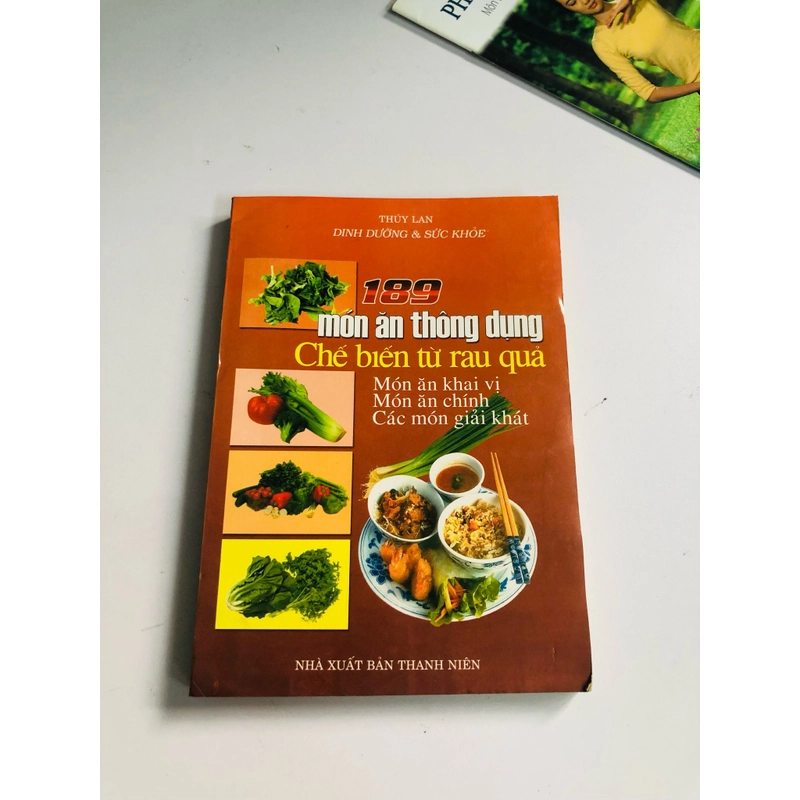 THÚY LAN
DINH DƯỠNG & SỨC KHỎE
189
món ăn thông dụng
Chế biến từ rau quả
Món ăn khai vị
Món ăn chính
Các món giải khát
NHÀ XUẤT BẢN THANH NIÊN